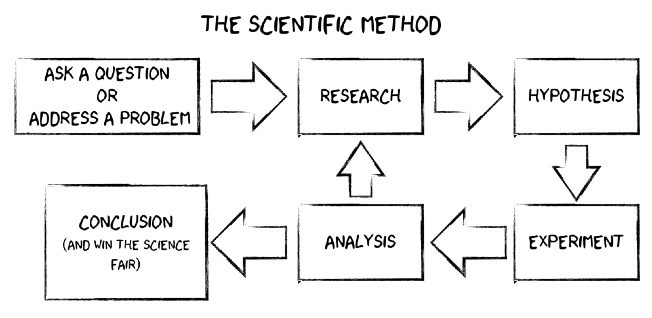 THE SCIENTIFIC METHOD
ASK A QUESTION
OR
ADDRESS A PROBLEM
RESEARCH
HYPOTHESIS
EXPERIMENT
ANALYSIS
CONCLUSION
(AND WIN THE SCIENCE
FAIR)